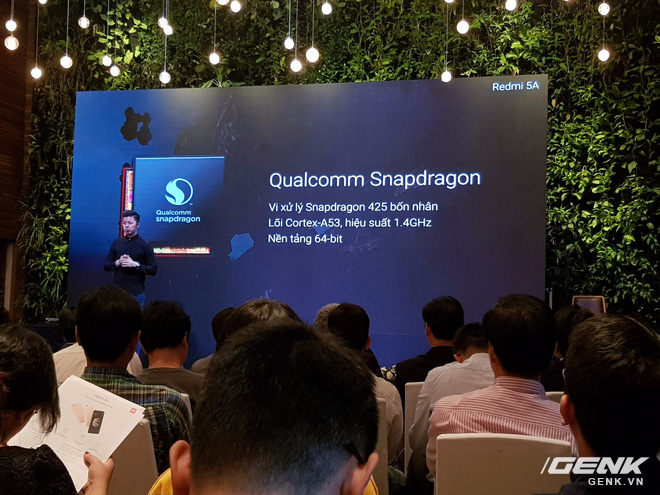 Redmi 5A
Qualcomm Snapdragon
Vi xử lý Snapdragon 425 bốn nhân
Lõi Cortex-A53, hiệu suất 1.4GHz
Nền tảng 64-bit
Qualcomm
snapdragon
GENK
GENK.VN